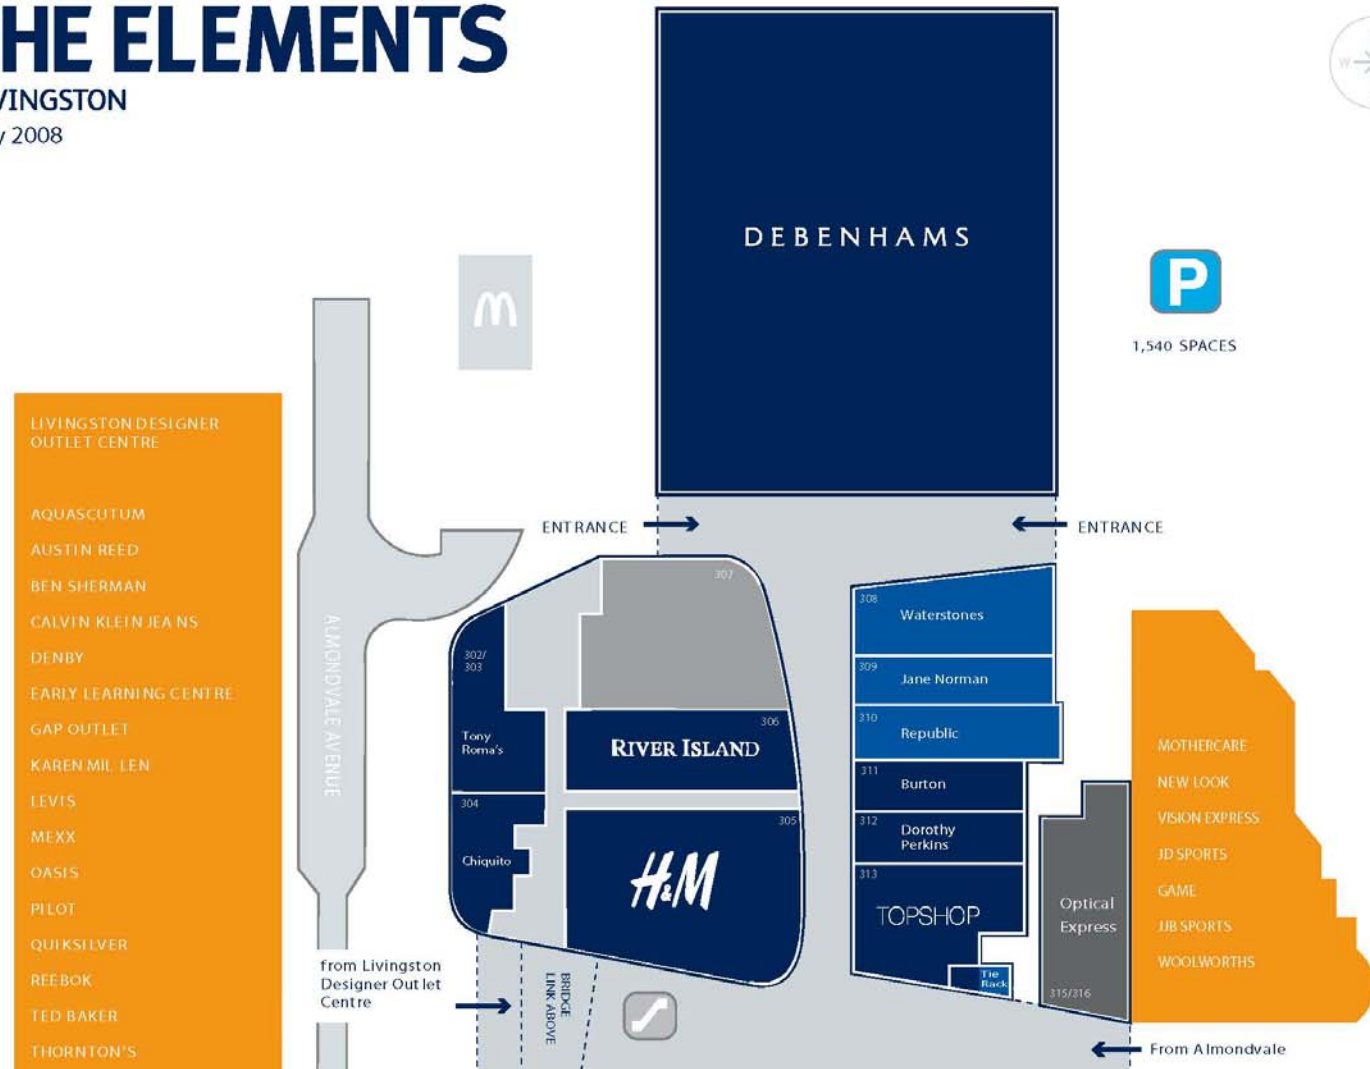 HE ELEMENTS
VINGSTON
y 2008
W
DEBENHAMS
P
1,540 SPACES
LIVINGSTON DESIGNER
OUTLET CENTRE
AQUASCUTUM
AUSTIN REED
BEN SHERMAN
CALVIN KLEIN JEANS
DENBY
EARLY LEARNING CENTRE
GAP OUTLET
KAREN MILLEN
LEVIS
MEXX
OASIS
PILOT
QUIKSILVER
REEBOK
TED BAKER
THORNTON'S
ALMONDVALE AVENUE
ENTRANCE
ENTRANCE
302/
303
Tony
Roma's
304
Chiquito
307
306
RIVER ISLAND
305
H&M
308
Waterstones
309
Jane Norman
310
Republic
311
Burton
312
Dorothy
Perkins
313
TOPSHOP
Tie
Rack
Optical
Express
315/316
MOTHERCARE
NEW LOOK
VISION EXPRESS
JD SPORTS
GAME
JJB SPORTS
WOOLWORTHS
from Livingston
Designer Outlet
Centre
BRIDGE
LINK ABOVE
From Almondvale